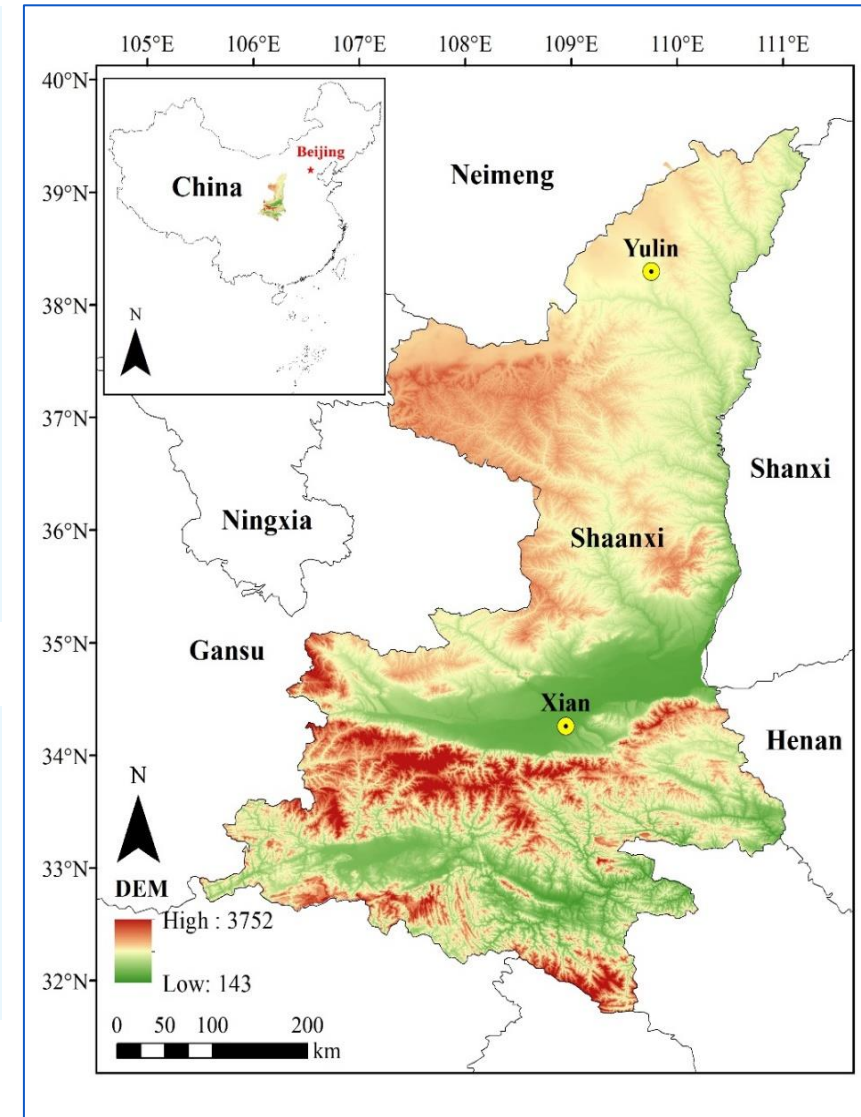 105°E 106°E 107°E 108°E 109°E 110°E 111°E
40°N
39°N
38°N
37°N
36°N
35°N
34°N
33°N
32°N
Beijing
China
N
Neimeng
Yulin
Shanxi
Ningxia
Shaanxi
Gansu
Xian
Henan
N
DEM
High : 3752
Low: 143
0 50 100 200
km